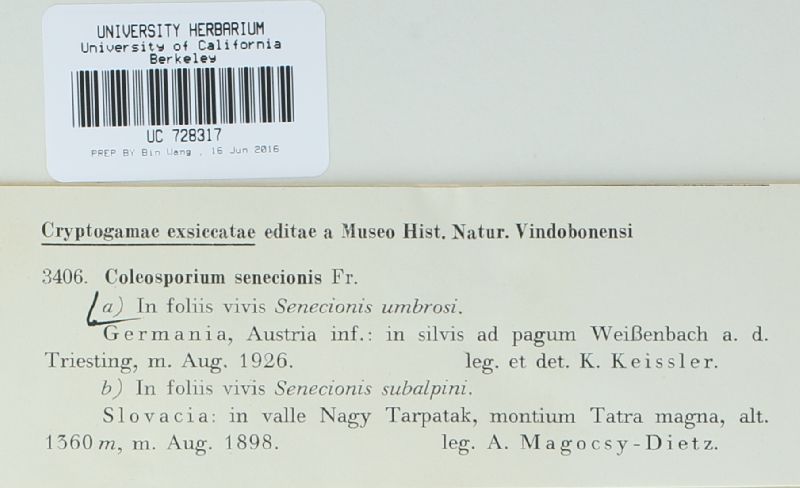 UNIVERSITY HERBARIUM
University of California
Berkeley
UC 728317
PREP BY Bin Wang , 16 Jun 2016
Cryptogamae exsiccatae editae a Museo Hist. Natur. Vindobonensi
3406. Coleosporium senecionis Fr.
a) In foliis vivis Senecionis umbrosi.
Germania, Austria inf.: in silvis ad pagum Weißenbach a. d.
Triesting, m. Aug. 1926. leg. et det. K. Keissler.
b) In foliis vivis Senecionis subalpini.
Slovacia: in valle Nagy Tarpatak, montium Tatra magna, alt.
1360 m, m. Aug. 1898. leg. A. Magocsy-Dietz.